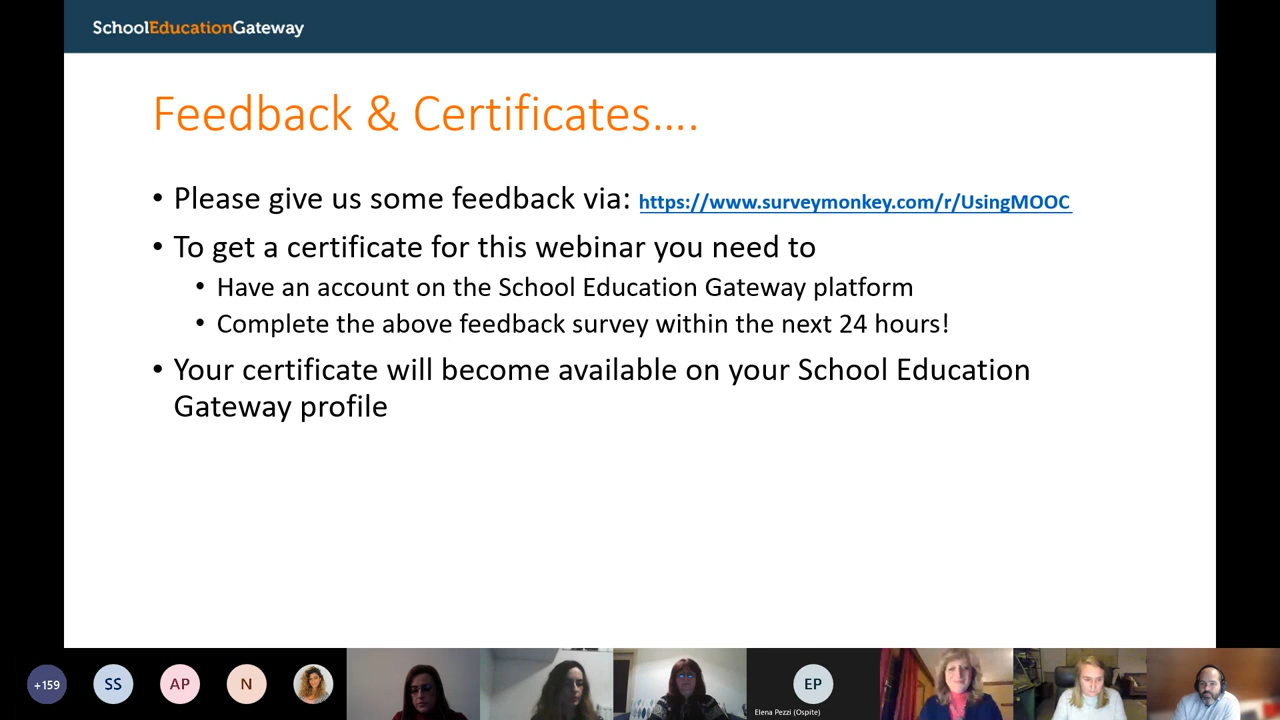 SchoolEducationGateway
Feedback & Certificates....
• Please give us some feedback via: https://www.surveymonkey.com/r/UsingMOOC
• To get a certificate for this webinar you need to
• Have an account on the School Education Gateway platform
• Complete the above feedback survey within the next 24 hours!
• Your certificate will become available on your School Education
Gateway profile
+159
SS
AP
N
EP
Elena Pezzi (Ospite)